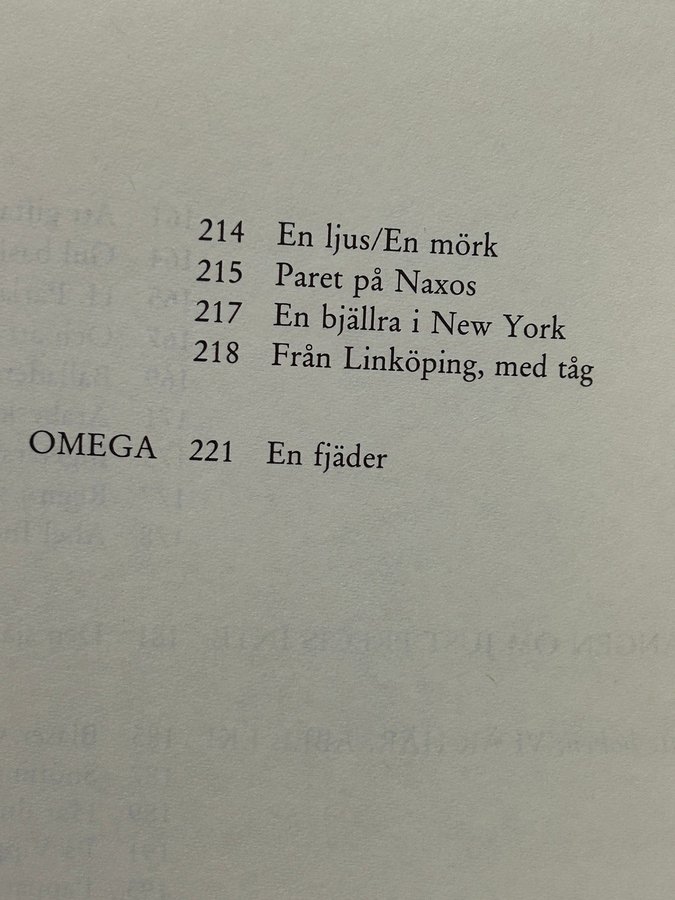 214 En ljus/En mörk
215 Paret på Naxos
217 En bjällra i New York
218 Från Linköping, med tåg
OMEGA 221 En fjäder